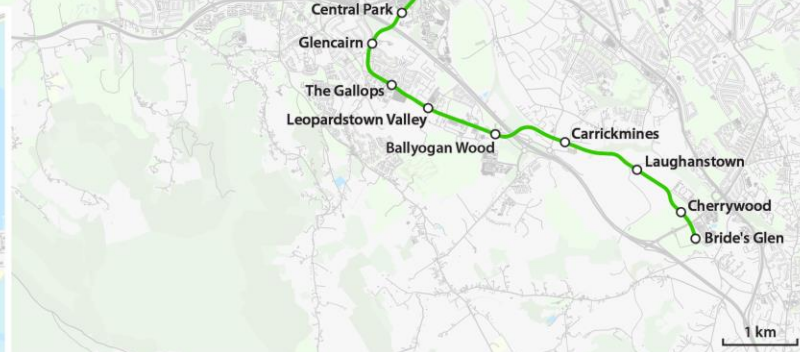 Central Park
Glencairn
The Gallops
Leopardstown Valley
Ballyogan Wood
Carrickmines
Laughanstown
Cherrywood
Bride's Glen
1 km